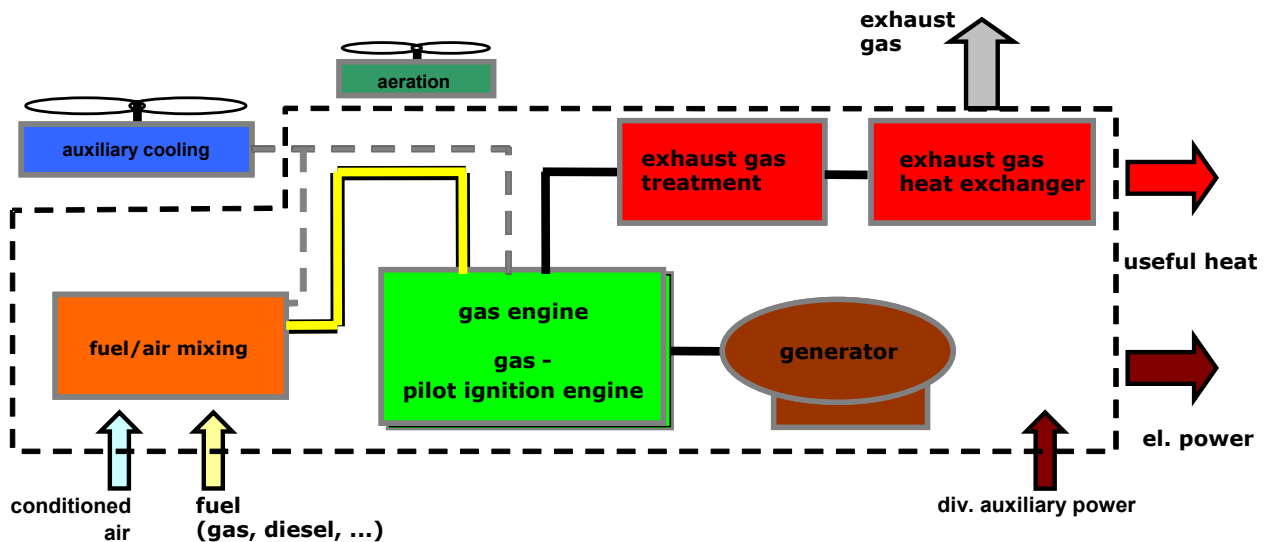 exhaust
gas
aeration
auxiliary cooling
exhaust gas
treatment
exhaust gas
heat exchanger
useful heat
gas engine
gas -
pilot ignition engine
fuel/air mixing
generator
el. power
conditioned
air
fuel
(gas, diesel, ...)
div. auxiliary power